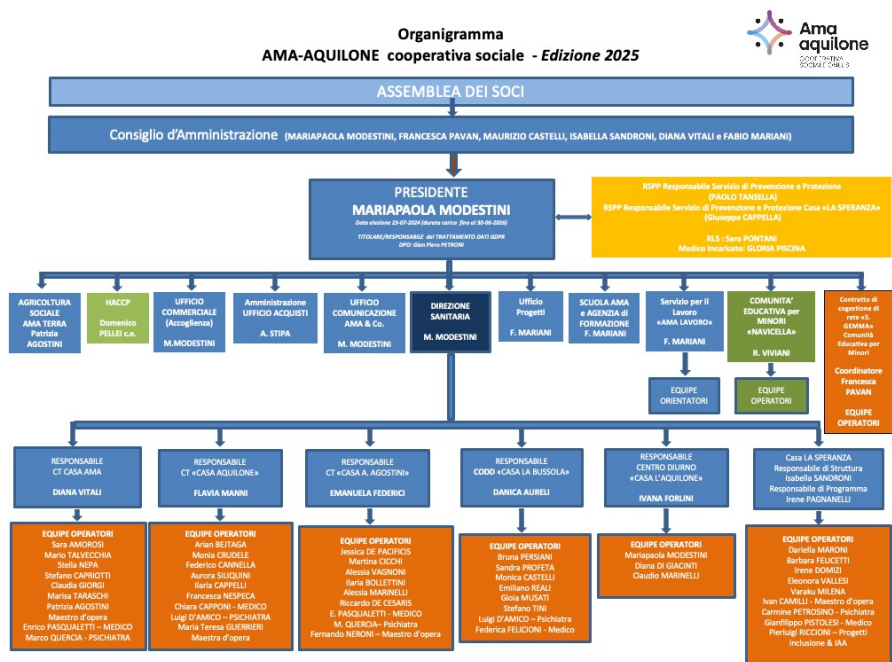 Organigramma
AMA-AQUILONE cooperativa sociale - Edizione 2025
Ama
aquilone
COOPERATIVA
SOCIALE ONLUS
ASSEMBLEA DEI SOCI
Consiglio d'Amministrazione (MARIAPAOLA MODESTINI, FRANCESCA PAVAN, MAURIZIO CASTELLI, ISABELLA SANDRONI, DIANA VITALI e FABIO MARIANI)
PRESIDENTE
MARIAPAOLA MODESTINI
Data elezione 23-07-2024 (durata carica fino al 30-06-2026)
TITOLARE/RESPONSABILE del TRATTAMENTO DATI GDPR
DPO: Gian Piero PETRONI
RSPP Responsabile Servizio di Prevenzione e Protezione
(PAOLO TANSELLA)
RSPP Responsabile Servizio di Prevenzione e Protezione Casa «LA SPERANZA»
(Giuseppe CAPPELLA)
RLS : Sara PONTANI
Medico Incaricato: GLORIA PISCINA
AGRICOLTURA
SOCIALE
AMA TERRA
Patrizia
AGOSTINI
HACCP
Domenico
PELLEI c.e.
UFFICIO
COMMERCIALE
(Accoglienza)
M.MODESTINI
Amministrazione
UFFICIO ACQUISTI
A. STIPA
UFFICIO
COMUNICAZIONE
AMA & Co.
M. MODESTINI
DIREZIONE
SANITARIA
M. MODESTINI
Ufficio
Progetti
F. MARIANI
SCUOLA AMA
e AGENZIA di
FORMAZIONE
F. MARIANI
Servizio per il
Lavoro
«AMA LAVORO»
F. MARIANI
COMUNITA'
EDUCATIVA per
MINORI
«NAVICELLA»
R. VIVIANI
Contratto di
cogestione di
rete «S.
GEMMA»
Comunità
Educativa per
Minori
Coordinatore
Francesca
PAVAN
EQUIPE
OPERATORI
EQUIPE
ORIENTATORI
EQUIPE
OPERATORI
RESPONSABILE
CT CASA AMA
DIANA VITALI
RESPONSABILE
CT «CASA AQUILONE»
FLAVIA MANNI
RESPONSABILE
CT «CASA A. AGOSTINI»
EMANUELA FEDERICI
RESPONSABILE
CODD «CASA LA BUSSOLA»
DANICA AURELI
RESPONSABILE
CENTRO DIURNO
«CASA L'AQUILONE»
IVANA FORLINI
Casa LA SPERANZA
Responsabile di Struttura
Isabella SANDRONI
Responsabile di Programma
Irene PAGNANELLI
EQUIPE OPERATORI
Sara AMOROSI
Mario TALVECCHIA
Stella NEPA
Stefano CAPRIOTTI
Claudia GIORGI
Marisa TARASCHI
Patrizia AGOSTINI
Maestro d'opera
Enrico PASQUALETTI – MEDICO
Marco QUERCIA - PSICHIATRA
EQUIPE OPERATORI
Arian BEJTAGA
Monia CRUDELE
Federico CANNELLA
Aurora SILIQUINI
Ilaria CAPPELLI
Francesca NESPECA
Chiara CAPPONI - MEDICO
Luigi D'AMICO – PSICHIATRA
Maria Teresa GUERRIERI
Maestra d'opera
EQUIPE OPERATORI
Jessica DE PACIFICIS
Martina CICCHI
Alessia VAGNONI
Ilaria BOLLETTINI
Alessia MARINELLI
Riccardo DE CESARIS
E. PASQUALETTI - MEDICO
M. QUERCIA– Psichiatra
Fernando NERONI – Maestro d'opera
EQUIPE OPERATORI
Bruna PERSIANI
Sandra PROFETA
Monica CASTELLI
Emiliano REALI
Gioia MUSATI
Stefano TINI
Luigi D'AMICO – Psichiatra
Federica FELICIONI - Medico
EQUIPE OPERATORI
Mariapaola MODESTINI
Diana DI GIACINTI
Claudio MARINELLI
EQUIPE OPERATORI
Dariella MARONI
Barbara FELICETTI
Irene DOMIZI
Eleonora VALLESI
Varaku MILENA
Ivan CAMILLI - Maestro d'opera
Carmine PETROSINO - Psichiatra
Gianfilippo PISTOLESI - Medico
Pierluigi RICCIONI – Progetti
Inclusione & IAA